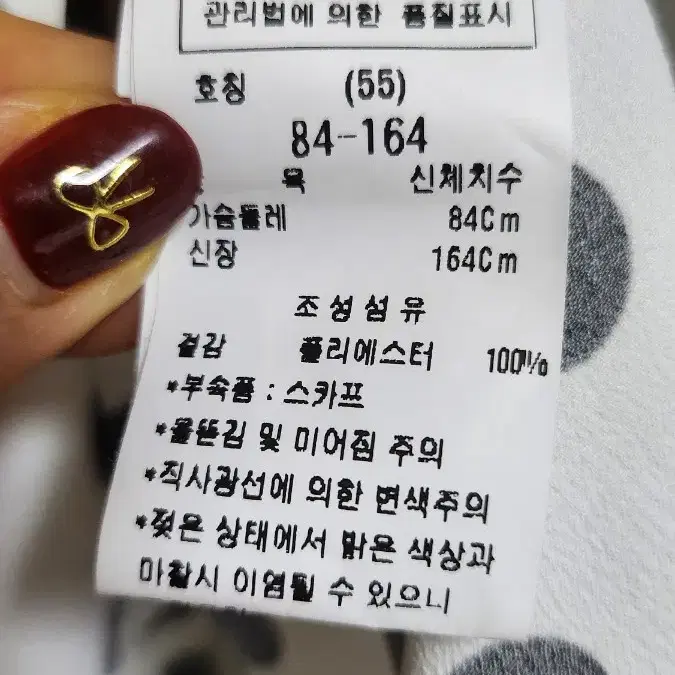 관리법에 의한 품질표시
호칭 (55)
84-164
목 신체치수
가슴둘레 84Cm
신장 164Cm
조성섬유
겉감 폴리에스터 100%
*부속품 : 스카프
*올뜯김 및 미어짐 주의
*직사광선에 의한 변색주의
*젖은 상태에서 밝은 색상과
마찰시 이염될 수 있으니